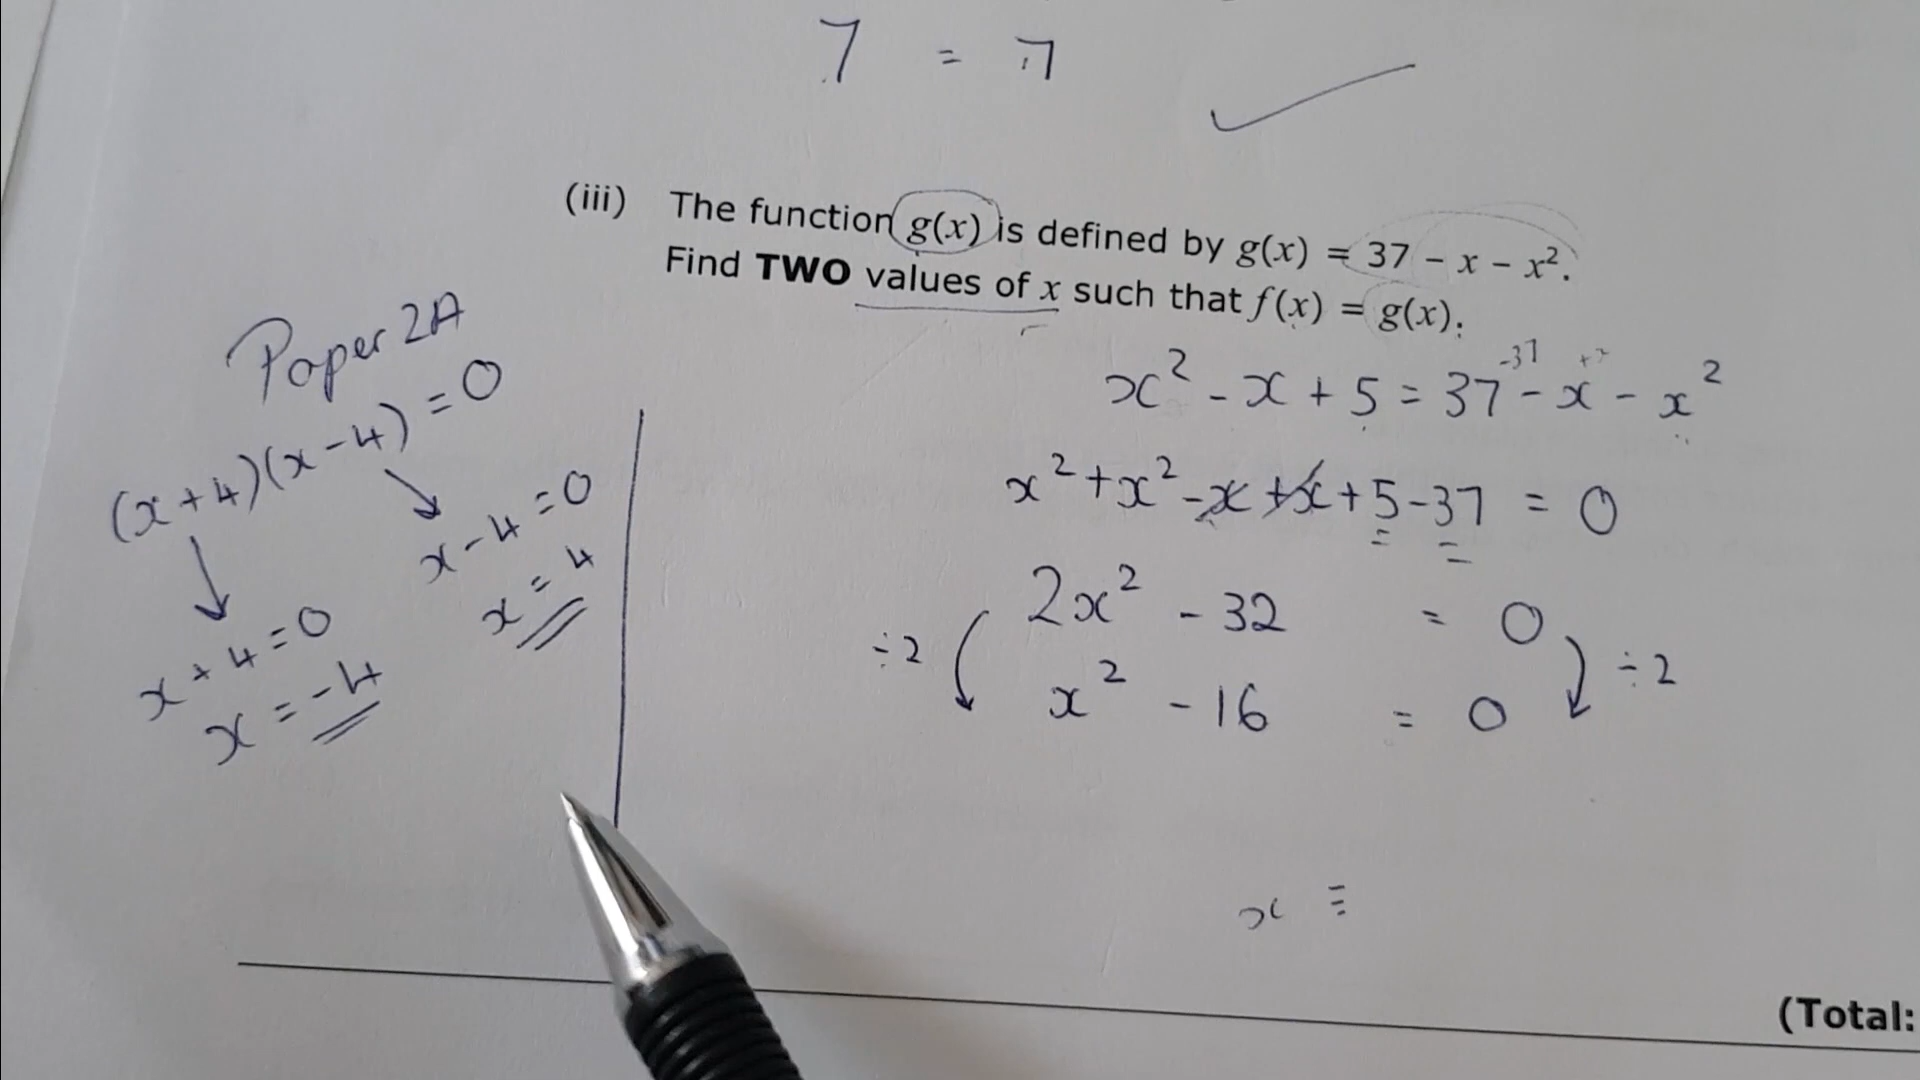 7 = 7
(iii) The function g(x) is defined by g(x) = 37 − x − x².
Find TWO values of x such that f(x) = g(x).
x² - x + 5 = 37 - x - x²
-37
x² + x² - x + x + 5 - 37 = 0
2x² - 32 = 0
÷2
÷2
x² - 16 = 0
x =
Paper 2A
(x + 4)(x - 4) = 0
x - 4 = 0
x = 4
x + 4 = 0
x = -4
(Total: